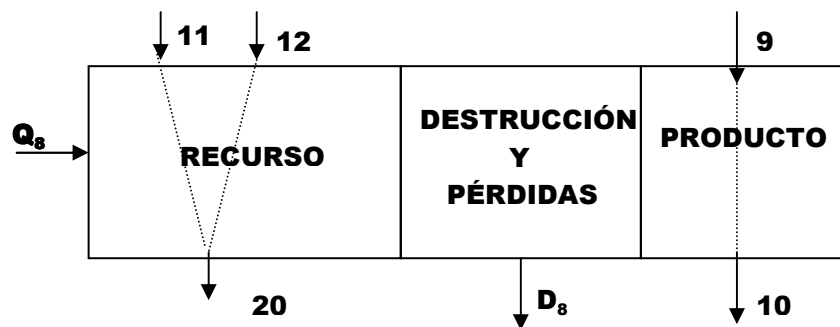 11
12
9
Q₈
RECURSO
DESTRUCCIÓN
Y
PÉRDIDAS
PRODUCTO
20
D₈
10